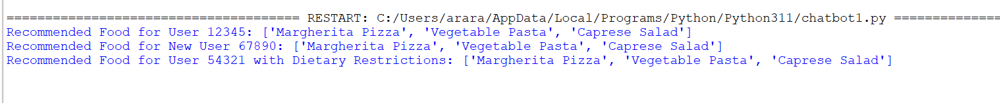 ====================================== RESTART: C:/Users/arara/AppData/Local/Programs/Python/Python311/chatbot1.py ==============
Recommended Food for User 12345: ['Margherita Pizza', 'Vegetable Pasta', 'Caprese Salad']
Recommended Food for New User 67890: ['Margherita Pizza', 'Vegetable Pasta', 'Caprese Salad']
Recommended Food for User 54321 with Dietary Restrictions: ['Margherita Pizza', 'Vegetable Pasta', 'Caprese Salad']